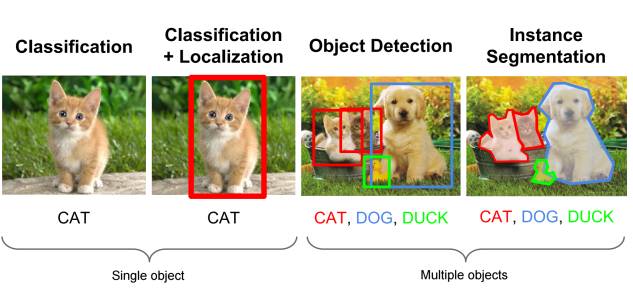 Classification
Classification
+ Localization
Object Detection
Instance
Segmentation
CAT
CAT
CAT, DOG, DUCK
CAT, DOG, DUCK
Single object
Multiple objects